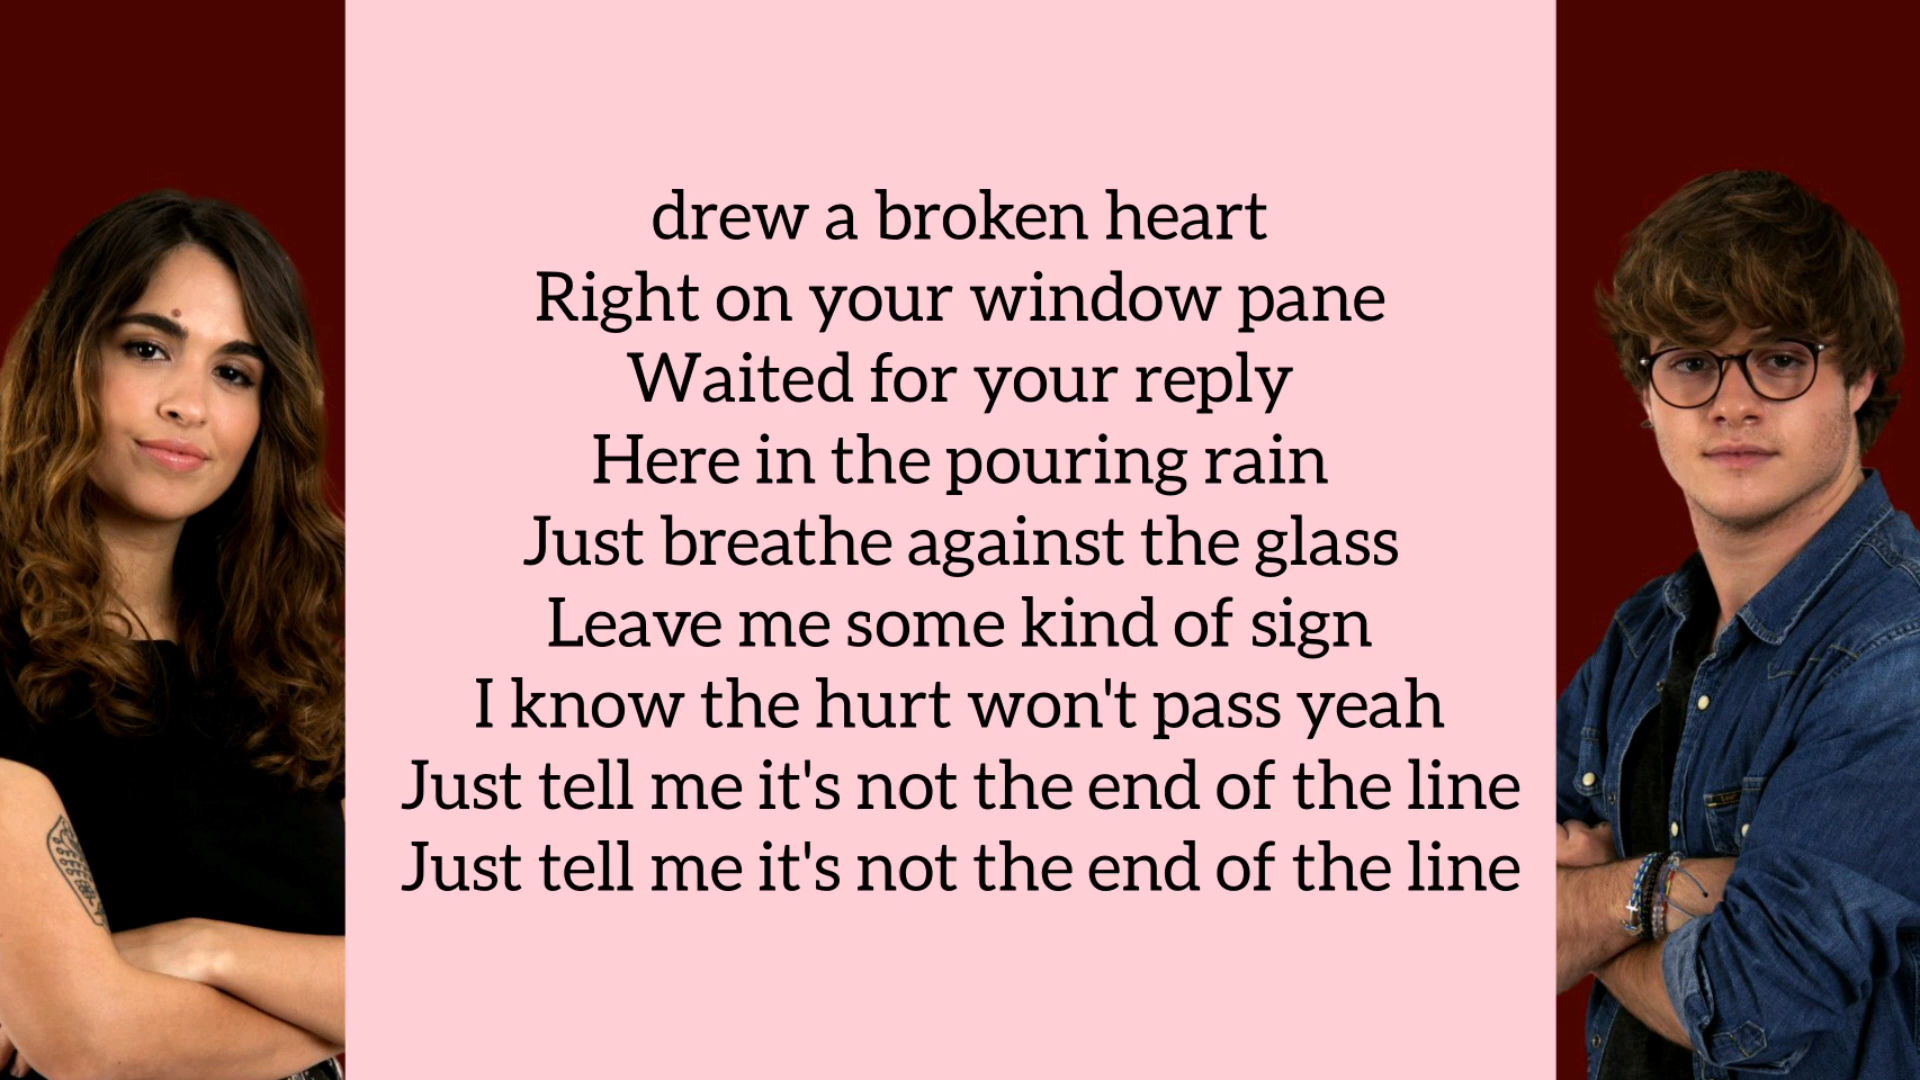 drew a broken heart
Right on your window pane
Waited for your reply
Here in the pouring rain
Just breathe against the glass
Leave me some kind of sign
I know the hurt won't pass yeah
Just tell me it's not the end of the line
Just tell me it's not the end of the line